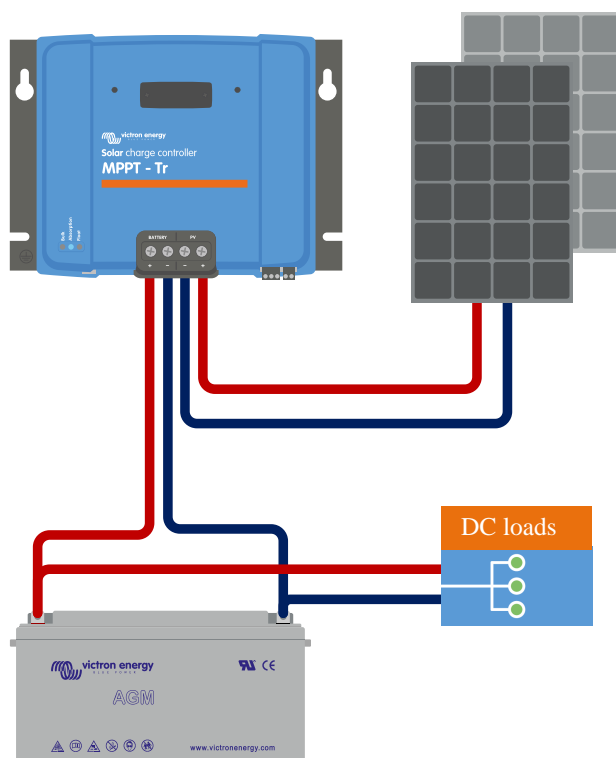 victron energy
Solar charge controller
MPPT - Tr
Bulk
Absorption
Float
BATTERY PV
+ - - +
DC loads
victron energy
BLUE POWER
AGM
www.victronenergy.com